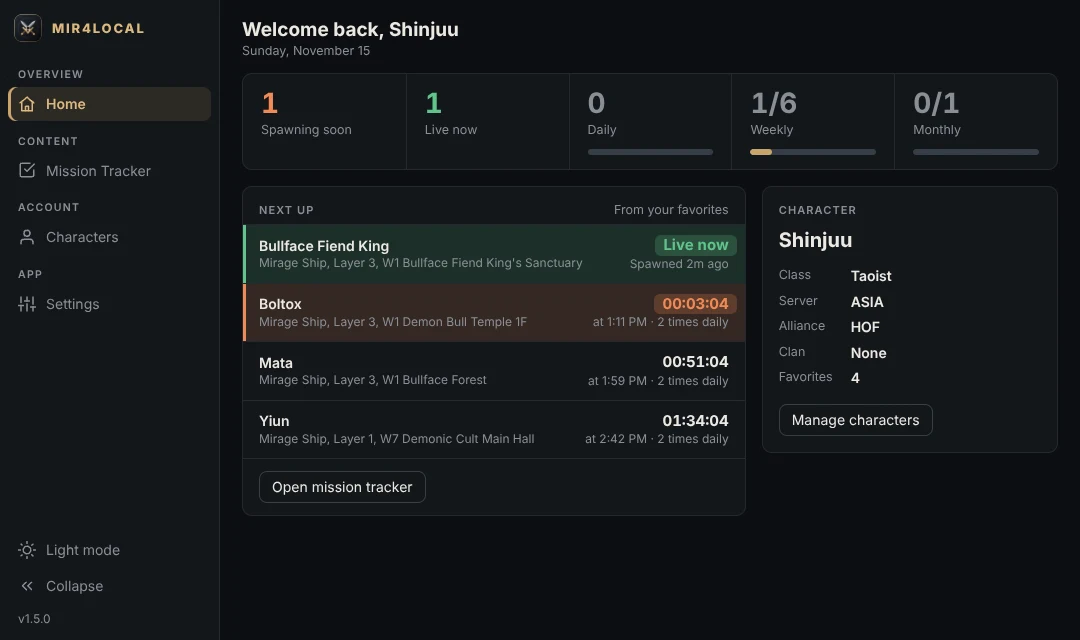 MIR4LOCAL
OVERVIEW
Home
CONTENT
Mission Tracker
ACCOUNT
Characters
APP
Settings
Light mode
Collapse
v1.5.0
Welcome back, Shinjuu
Sunday, November 15
1
Spawning soon
1
Live now
0
Daily
1/6
Weekly
0/1
Monthly
NEXT UP
From your favorites
Bullface Fiend King
Live now
Mirage Ship, Layer 3, W1 Bullface Fiend King's Sanctuary
Spawned 2m ago
Boltox
00:03:04
Mirage Ship, Layer 3, W1 Demon Bull Temple 1F
at 1:11 PM · 2 times daily
Mata
00:51:04
Mirage Ship, Layer 3, W1 Bullface Forest
at 1:59 PM · 2 times daily
Yiun
01:34:04
Mirage Ship, Layer 1, W7 Demonic Cult Main Hall
at 2:42 PM · 2 times daily
Open mission tracker
CHARACTER
Shinjuu
Class Taoist
Server ASIA
Alliance HOF
Clan None
Favorites 4
Manage characters